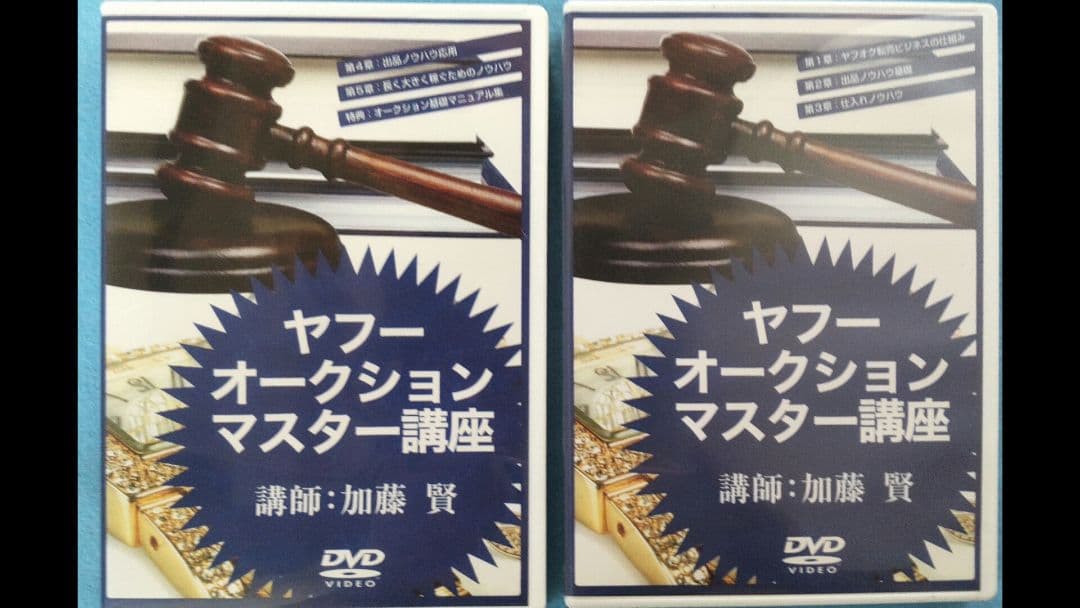 第4章：出品ノウハウ応用
第5章：長く大きく稼ぐためのノウハウ
特典：オークション基礎マニュアル集
ヤフー
オークション
マスター講座
講師：加藤 賢
DVD
VIDEO
第1章：ヤフオク転売ビジネスの仕組み
第2章：出品ノウハウ基礎
第3章：仕入れノウハウ
ヤフー
オークション
マスター講座
講師：加藤 賢
DVD
VIDEO